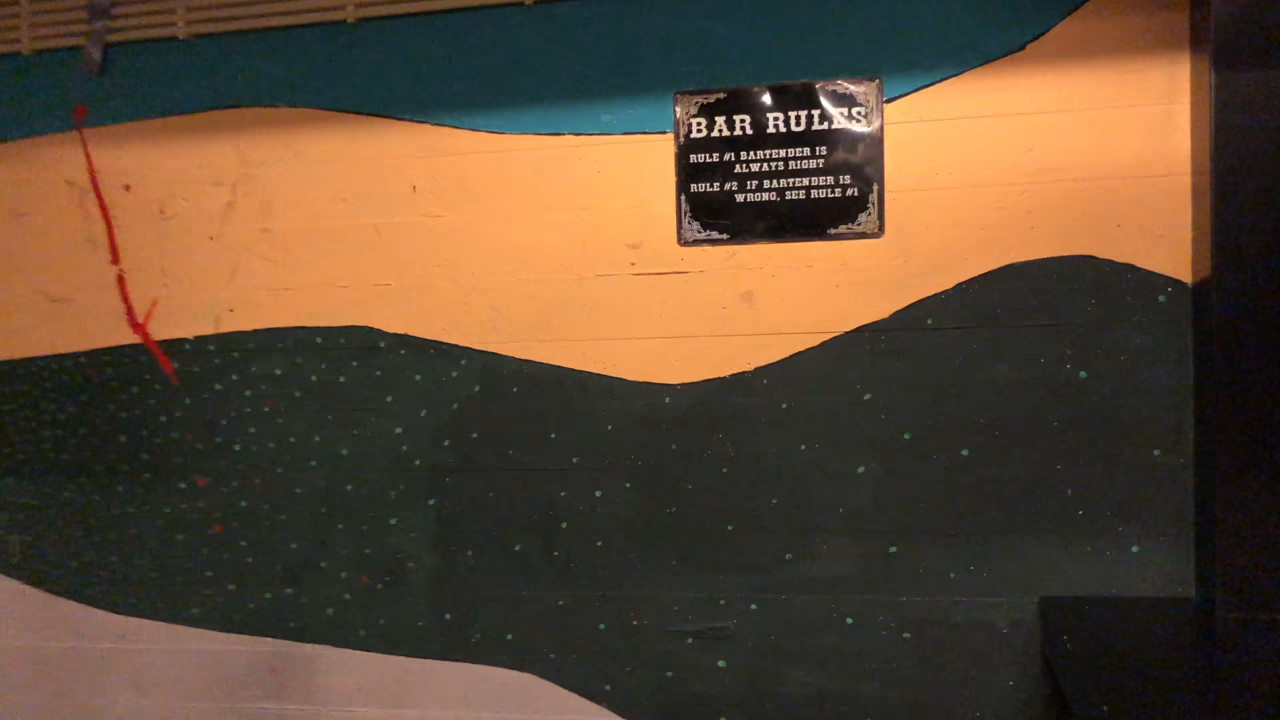 BAR RULES
RULE #1 BARTENDER IS
ALWAYS RIGHT
RULE #2 IF BARTENDER IS
WRONG, SEE RULE #1